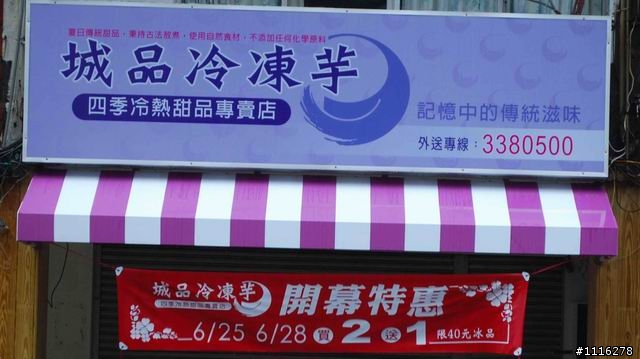 夏日傳統甜品，秉持古法熬煮，使用自然食材，不添加任何化學原料
城品冷凍芋
四季冷熱甜品專賣店
記憶中的傳統滋味
外送專線：3380500
城品冷凍芋
四季冷熱甜品專賣店
開幕特惠
6/25 6/28 買2送1 限40元冰品
#1116278